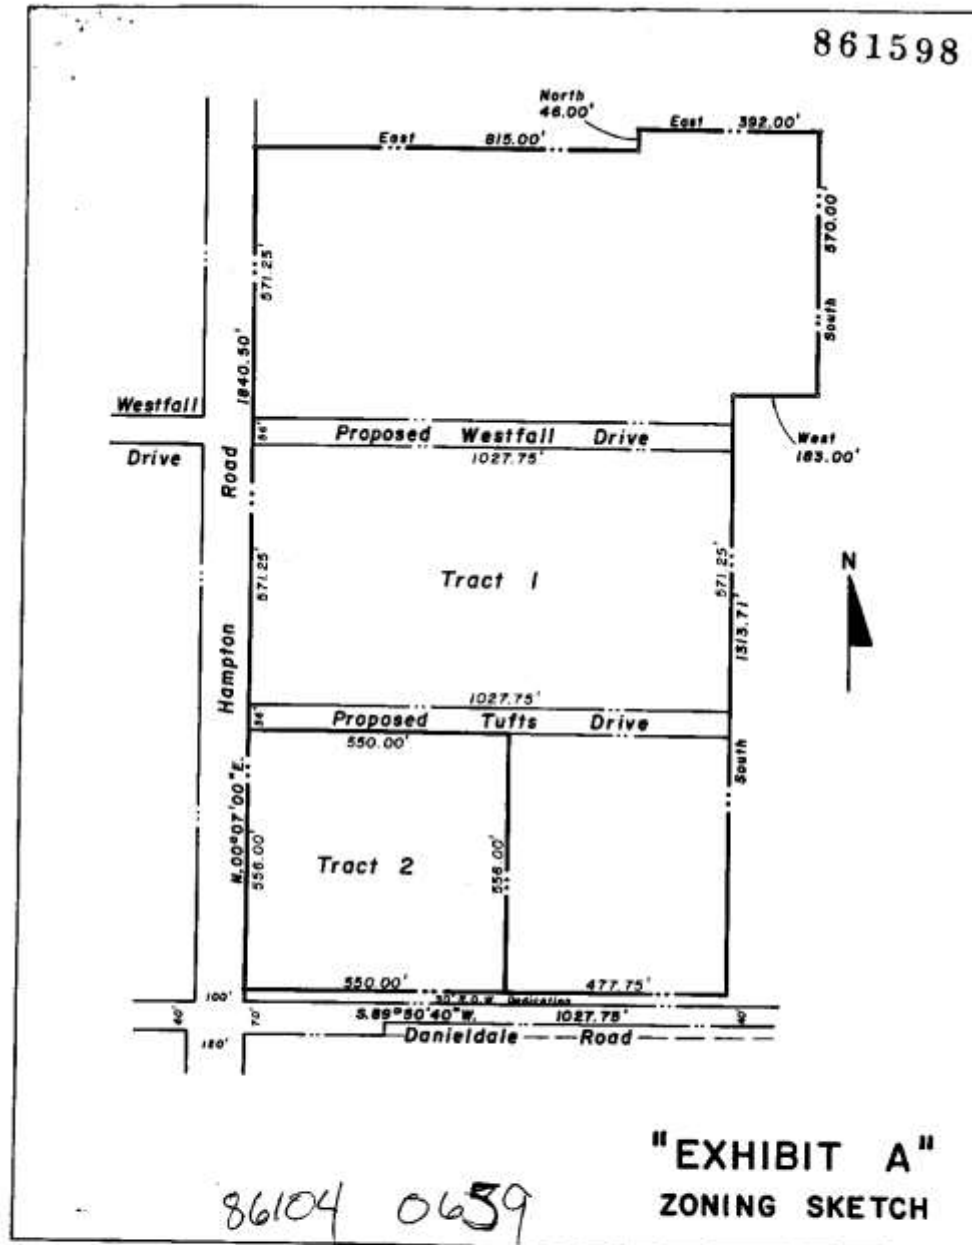 861598
North
46.00'
East 392.00'
East 815.00'
570.00'
South
571.25'
1840.50'
Westfall
Drive
56'
Proposed Westfall Drive
1027.75'
West
183.00'
Road
Hampton
571.25'
Tract 1
571.25'
1313.71'
N
1027.75'
56'
Proposed Tufts Drive
550.00'
South
N.00°07'00"E.
556.00'
Tract 2
556.00'
550.00'
477.75'
R.O.W. Dedication
100'
S.89°50'40"W. 1027.75'
70'
Danieldale Road
"EXHIBIT A"
ZONING SKETCH
86104 0659